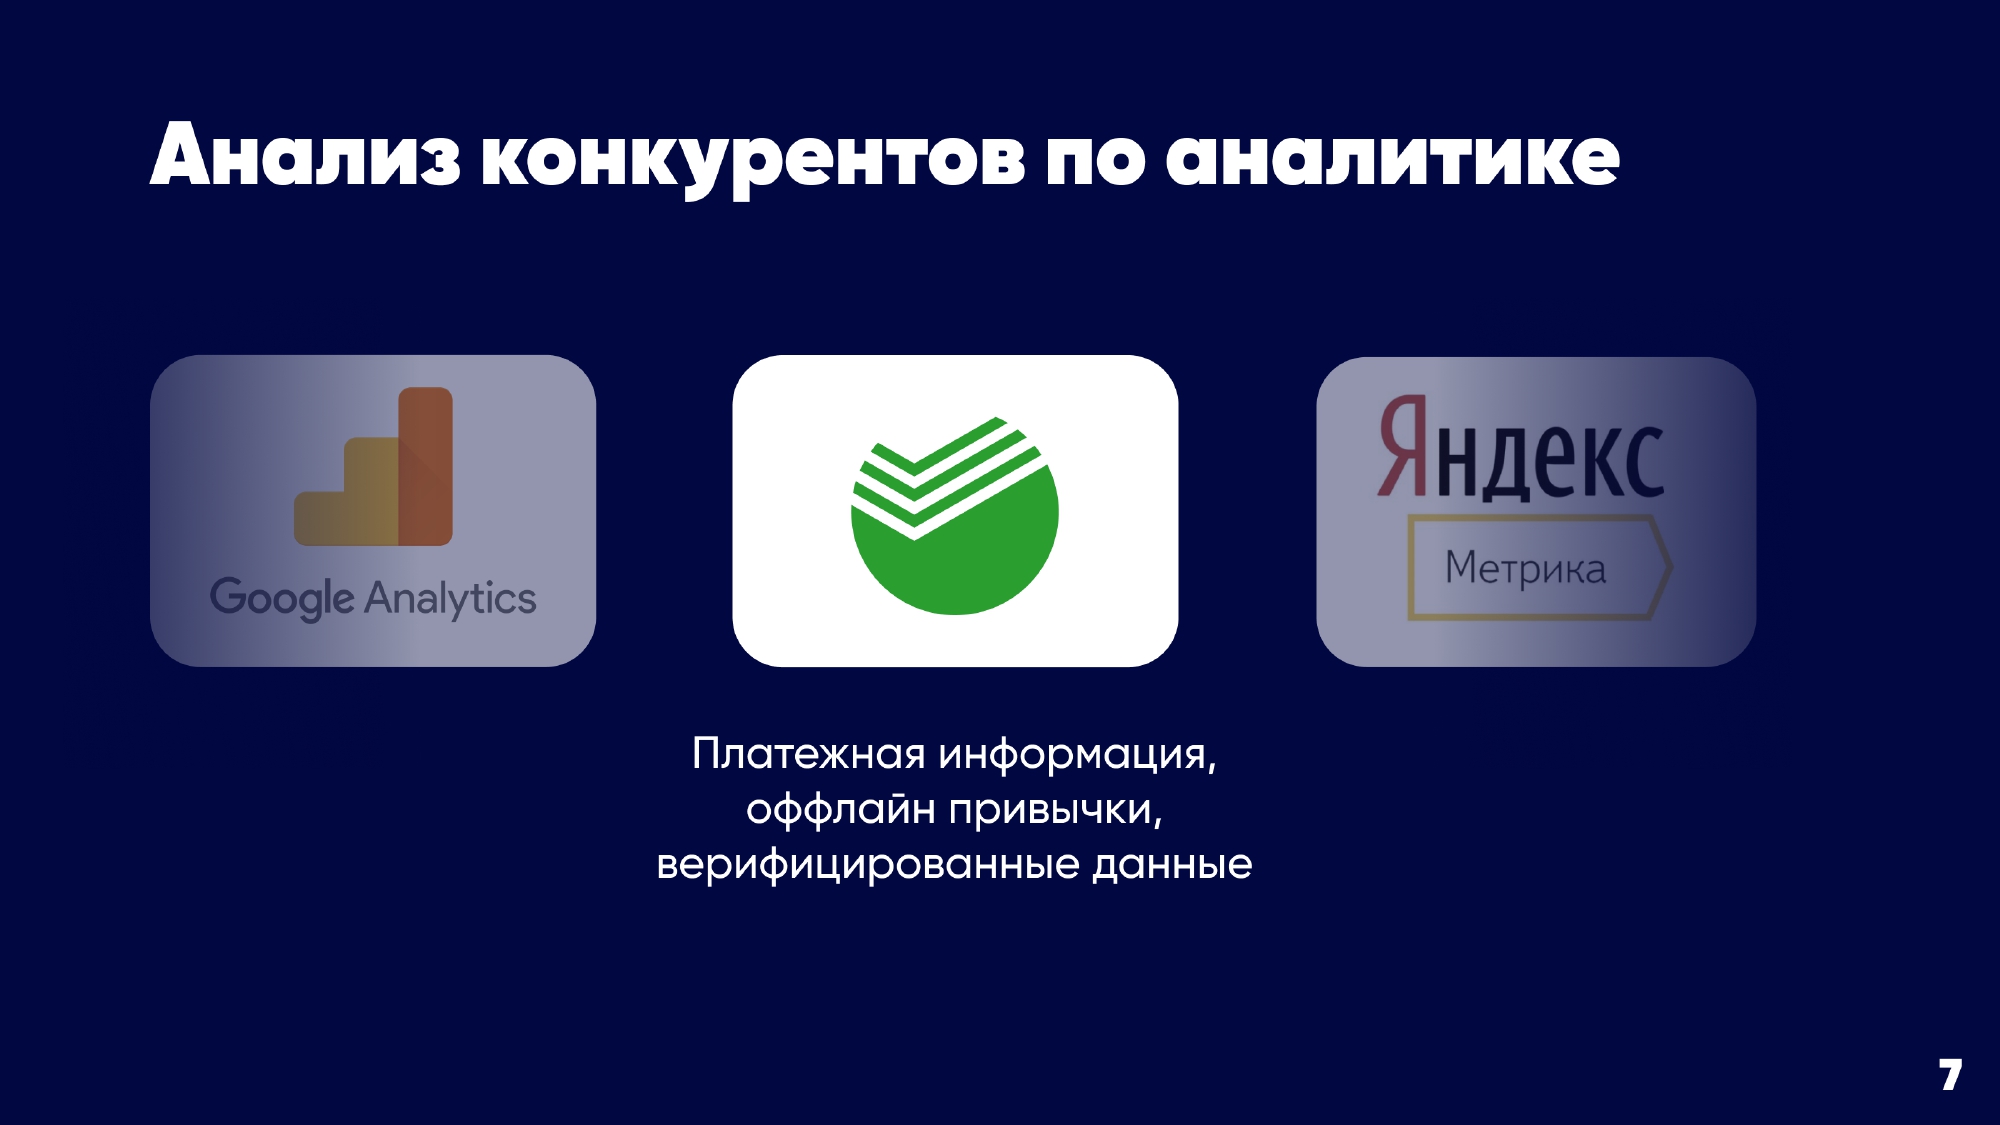 Анализ конкурентов по аналитике
Google Analytics
Яндекс
Метрика
Платежная информация,
оффлайн привычки,
верифицированные данные
7